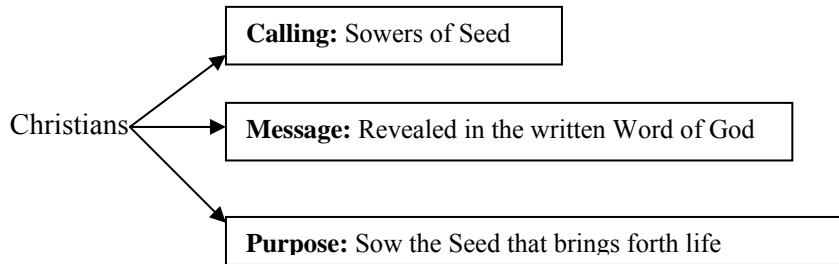 Calling: Sowers of Seed
Christians
Message: Revealed in the written Word of God
Purpose: Sow the Seed that brings forth life